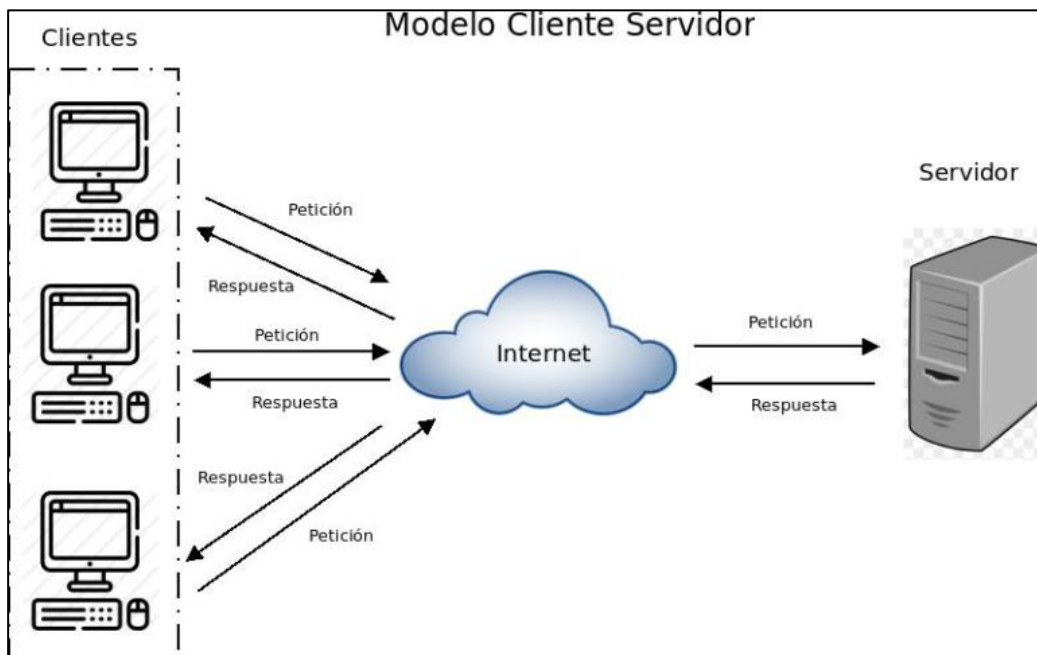 Modelo Cliente Servidor
Clientes
Servidor
Petición
Respuesta
Petición
Respuesta
Respuesta
Petición
Internet
Petición
Respuesta